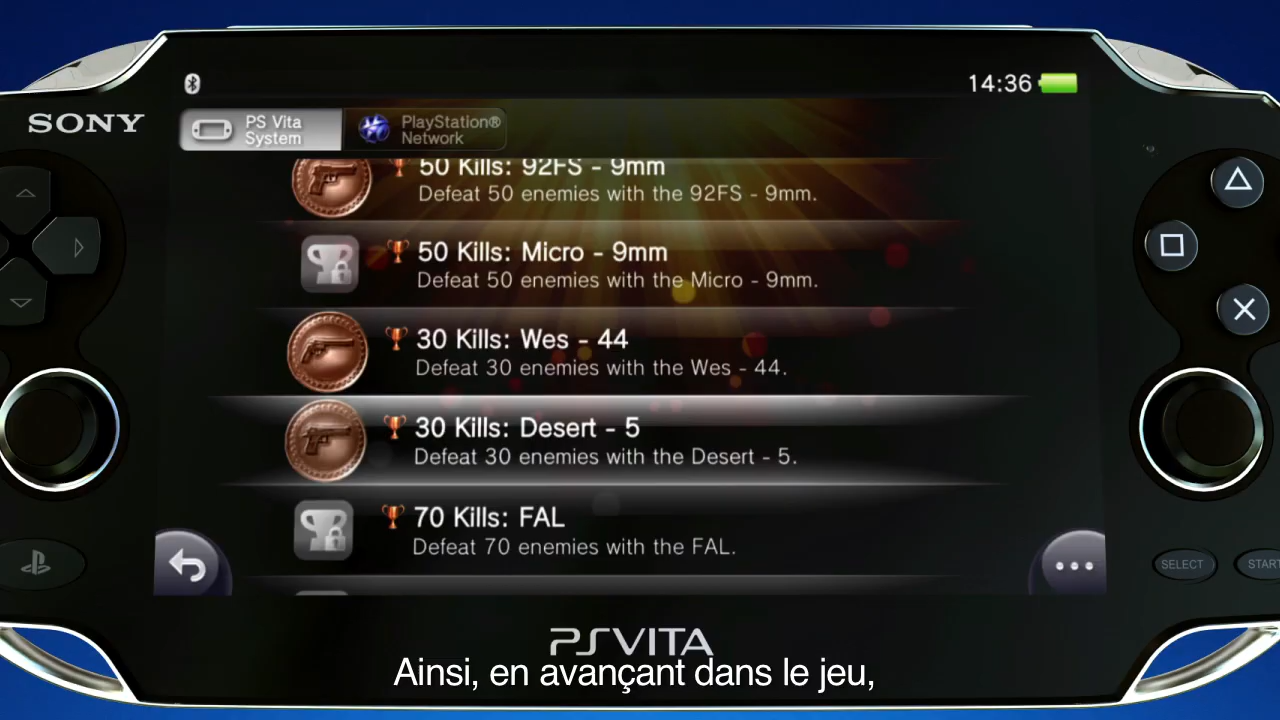 14:36
SONY
PS Vita
System
PlayStation®
Network
50 Kills: 92FS - 9mm
Defeat 50 enemies with the 92FS - 9mm.
50 Kills: Micro - 9mm
Defeat 50 enemies with the Micro - 9mm.
30 Kills: Wes - 44
Defeat 30 enemies with the Wes - 44.
30 Kills: Desert - 5
Defeat 30 enemies with the Desert - 5.
70 Kills: FAL
Defeat 70 enemies with the FAL.
SELECT
START
PSVITA
Ainsi, en avançant dans le jeu,